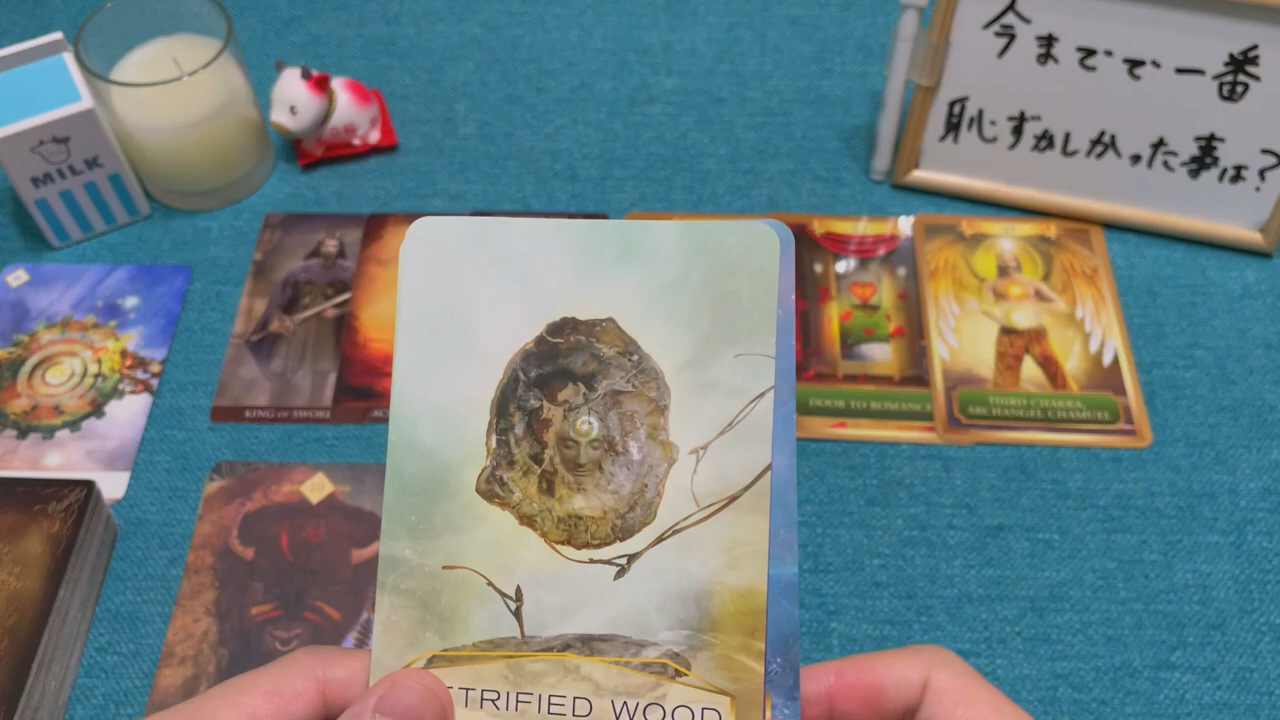 今までで一番
恥ずかしかった事は?
MILK
KING OF SWORD
DOOR TO ROMANCE
THIRD CHAKRA
ARCHANGEL CHAMUEL
ETRIFIED WOOD